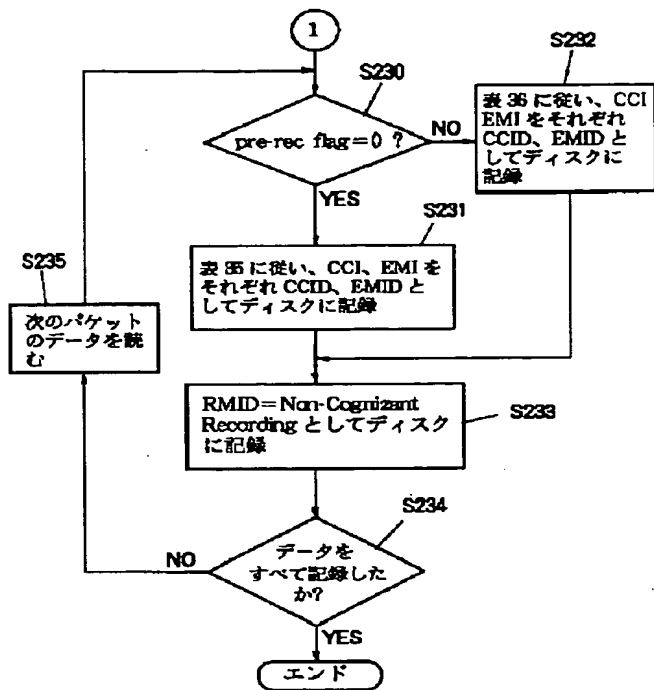 1
S230
pre-rec flag=0 ?
NO
YES
S232
表 36 に従い、CCI
EMI をそれぞれ
CCID、EMID と
してディスクに
記録
S231
表 35 に従い、CCI、EMI を
それぞれ CCID、EMID と
してディスクに記録
S235
次のパケット
のデータを読
む
RMID=Non-Cognizant
Recording としてディスク
に記録
S233
S234
データを
すべて記録した
か?
NO
YES
エンド